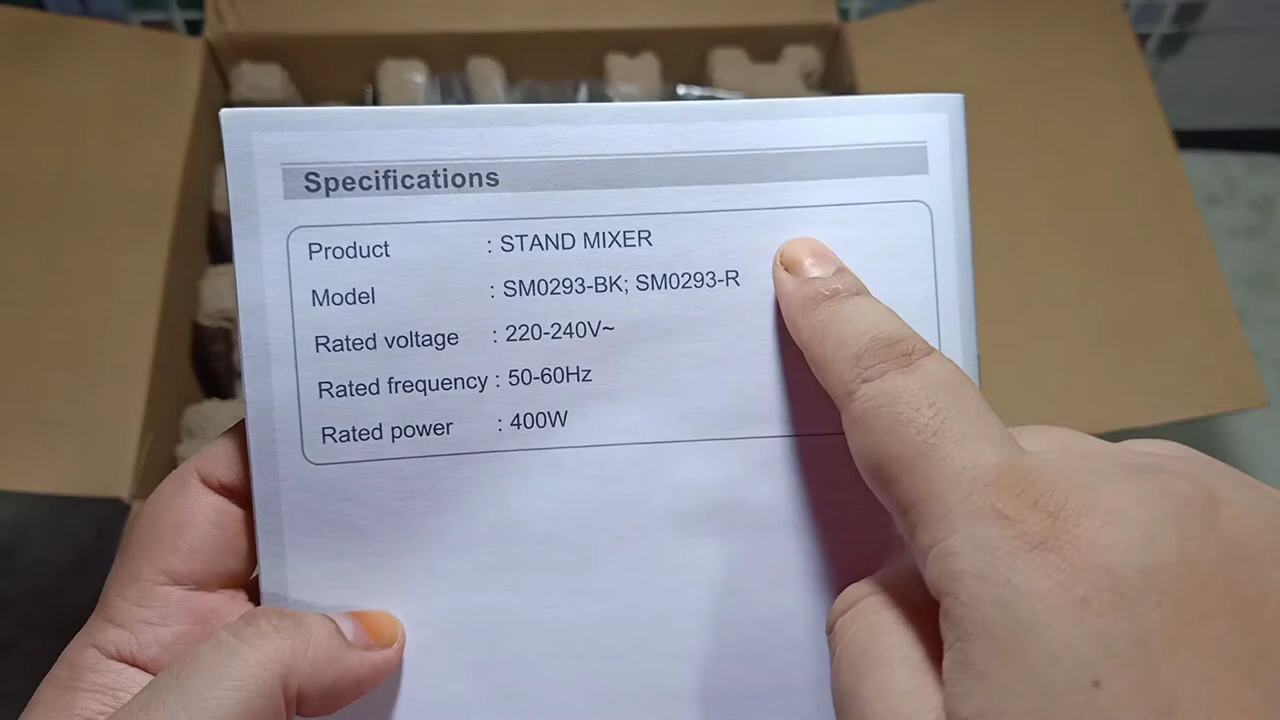 Specifications
Product : STAND MIXER
Model : SM0293-BK; SM0293-R
Rated voltage : 220-240V~
Rated frequency : 50-60Hz
Rated power : 400W